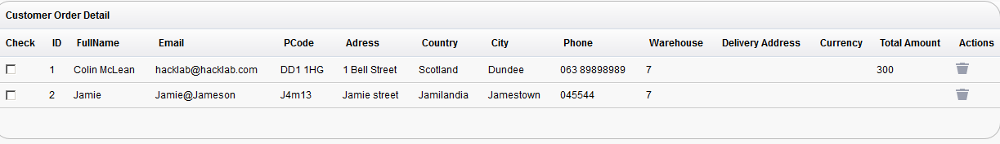 Customer Order Detail
Check ID FullName Email PCode Adress Country City Phone Warehouse Delivery Address Currency Total Amount Actions
1 Colin McLean hacklab@hacklab.com DD1 1HG 1 Bell Street Scotland Dundee 063 89898989 7 300
2 Jamie Jamie@Jameson J4m13 Jamie street Jamilandia Jamestown 045544 7